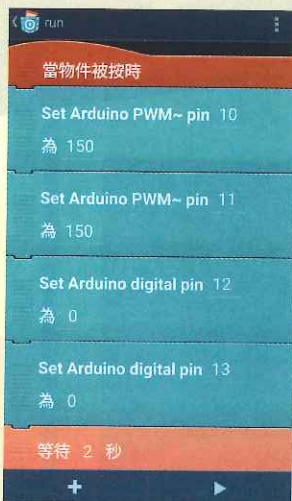 run
當物件被按時
Set Arduino PWM~ pin 10
為 150
Set Arduino PWM~ pin 11
為 150
Set Arduino digital pin 12
為 0
Set Arduino digital pin 13
為 0
等待 2 秒